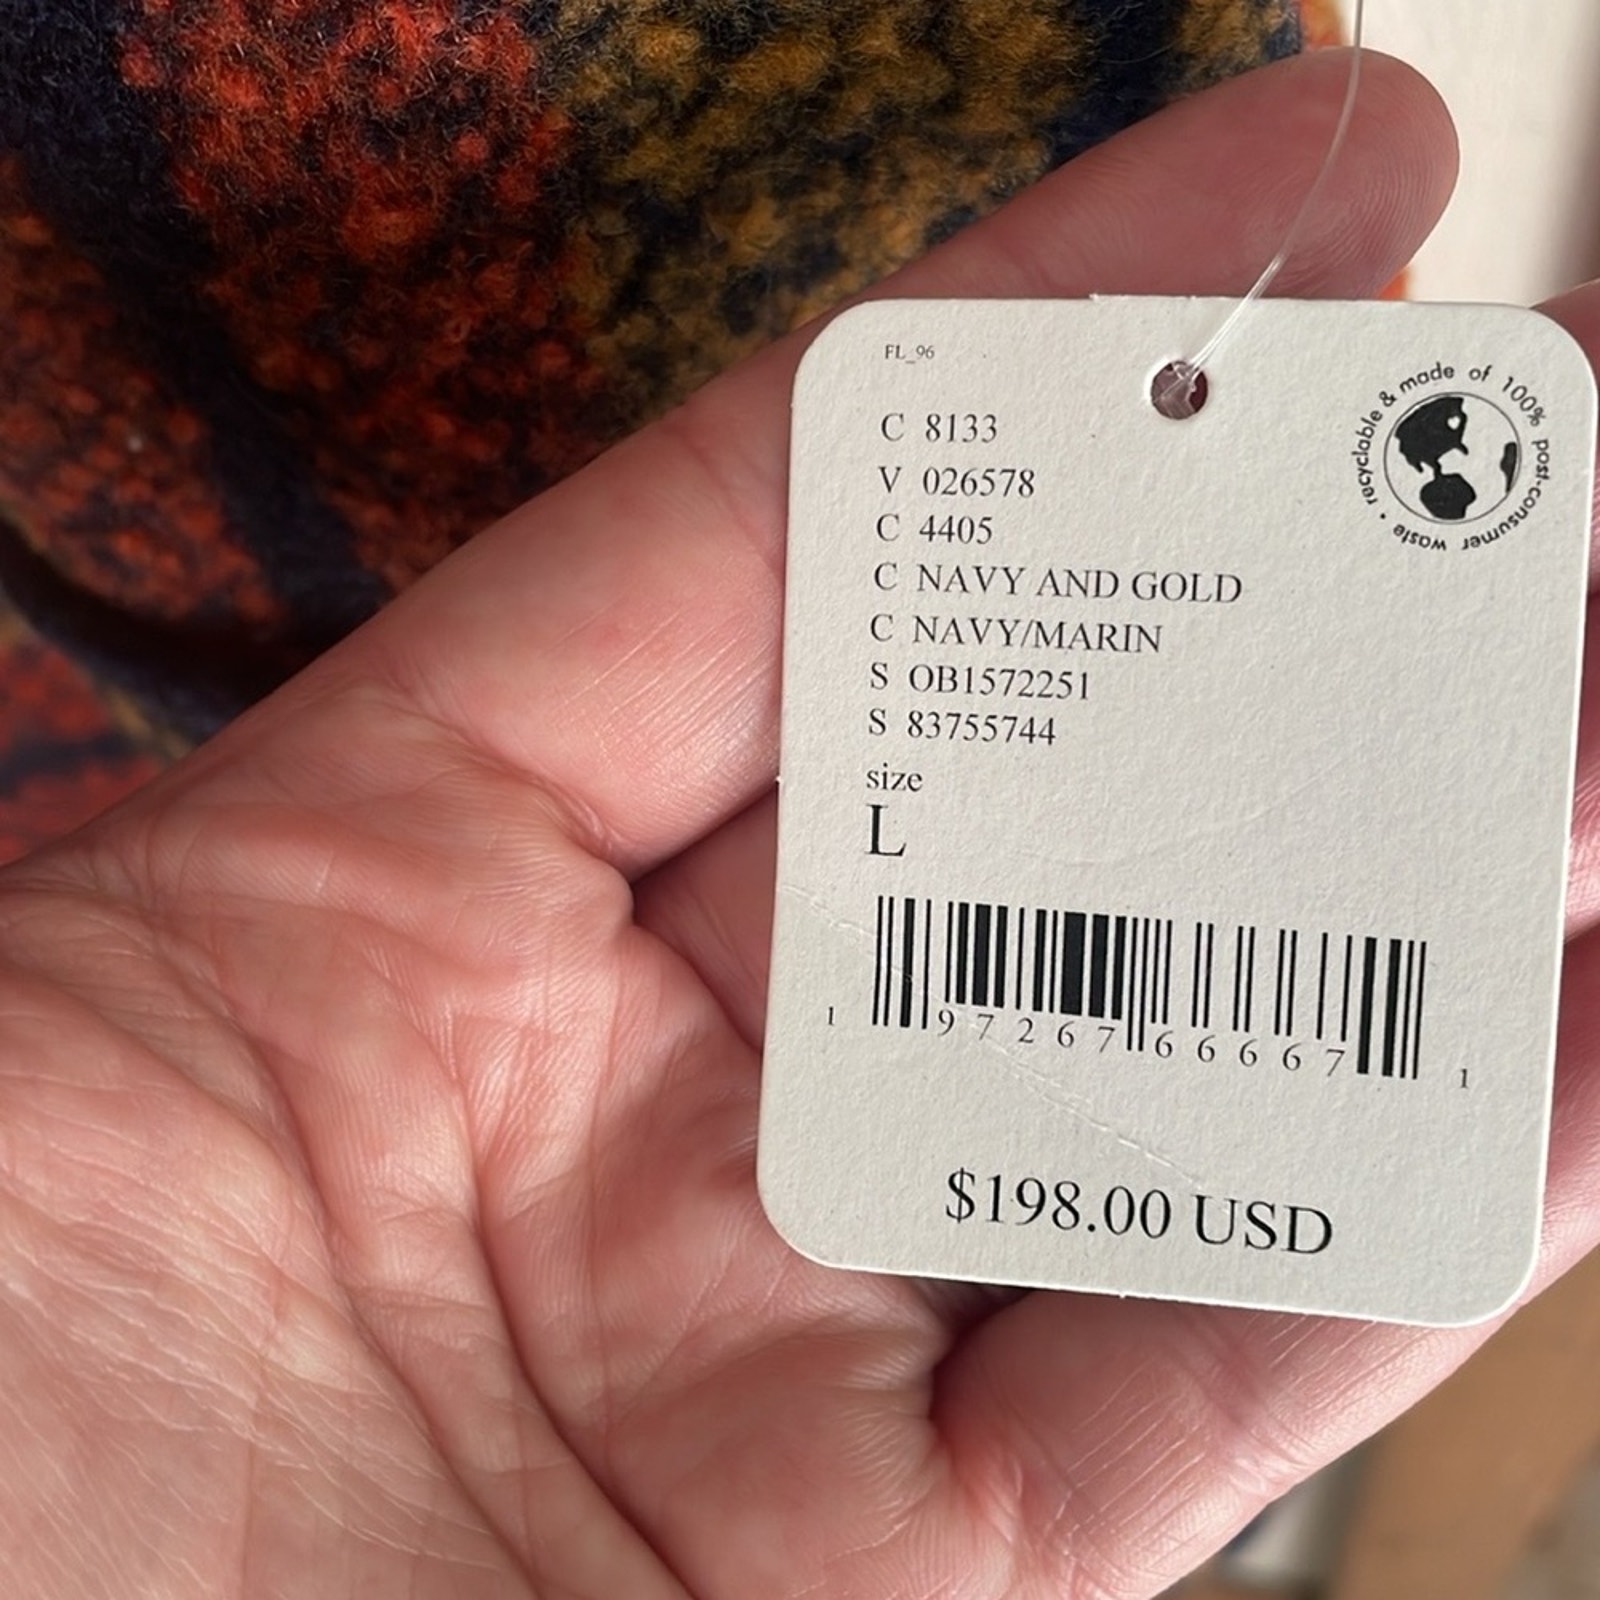 FL_96
recyclable & made of 100% post-consumer waste •
C 8133
V 026578
C 4405
C NAVY AND GOLD
C NAVY/MARIN
S OB1572251
S 83755744
size
L
1 97267 66667 1
$198.00 USD